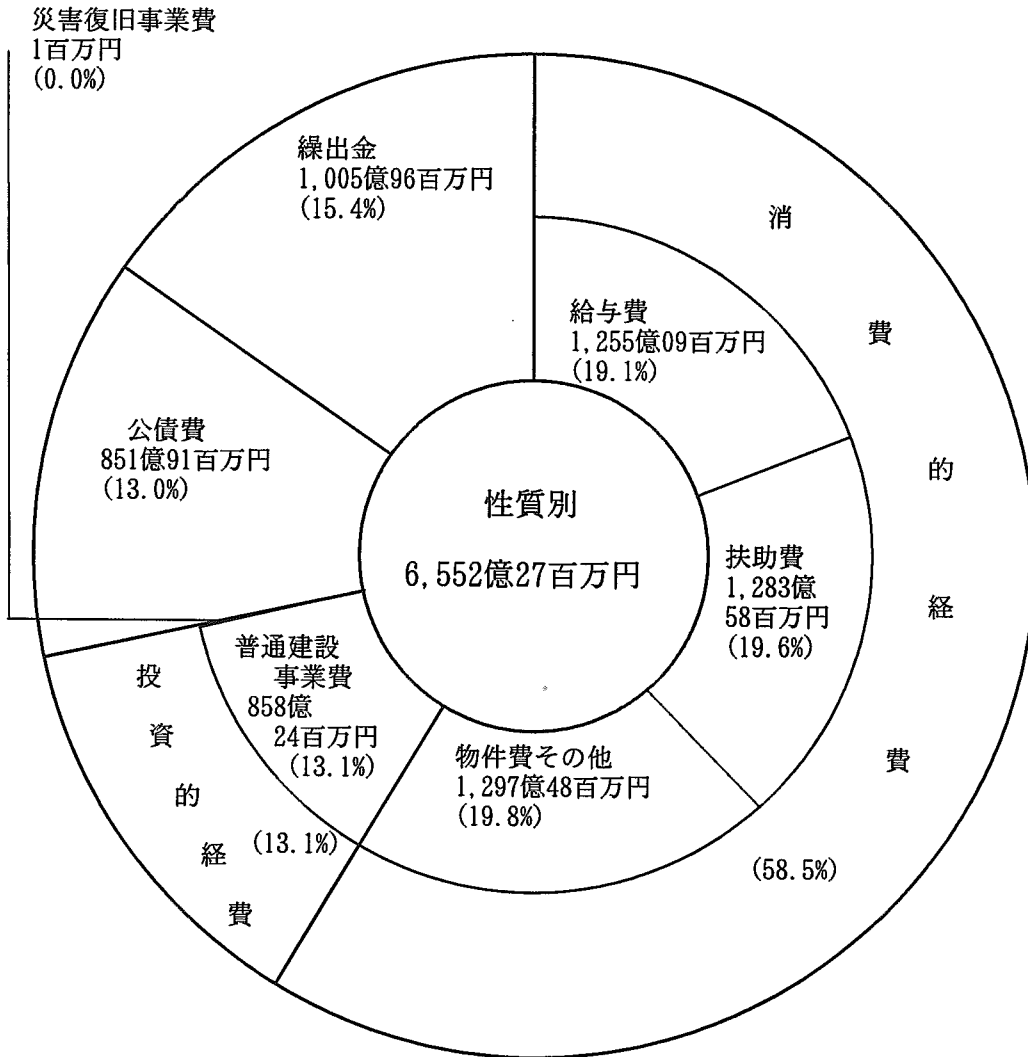 災害復旧事業費
1百万円
(0.0%)
繰出金
1,005億96百万円
(15.4%)
消費的経費
(58.5%)
給与費
1,255億09百万円
(19.1%)
公債費
851億91百万円
(13.0%)
性質別
6,552億27百万円
扶助費
1,283億
58百万円
(19.6%)
普通建設
事業費
858億
24百万円
(13.1%)
物件費その他
1,297億48百万円
(19.8%)
投資的経費
(13.1%)